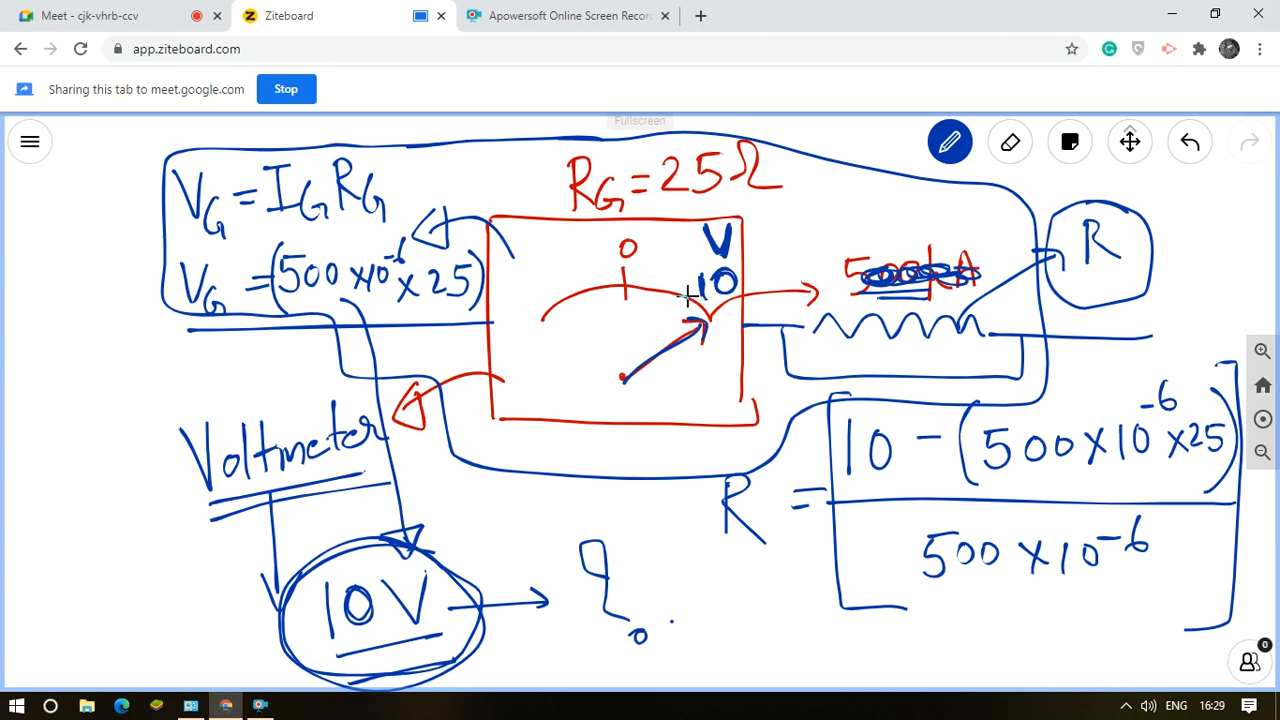 Meet - cjk-vhrb-ccv
Ziteboard
Apowersoft Online Screen Recor
app.ziteboard.com
Sharing this tab to meet.google.com
Stop
Fullscreen
V_G = I_G R_G
V_G = (500 × 10^-6 × 25)
R_G = 25 Ω
0
V
10
R
Voltmeter
10V
?
R = [10 - (500 × 10^-6 × 25) / 500 × 10^-6]
0
ENG
16:29